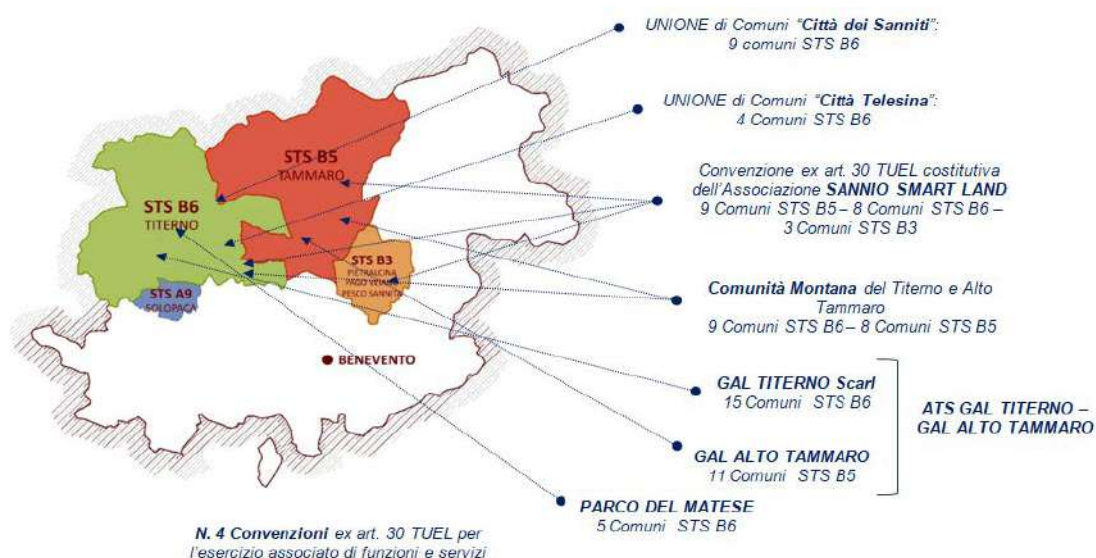 UNIONE di Comuni "Città dei Sanniti":
9 comuni STS B6
UNIONE di Comuni "Città Telesina":
4 Comuni STS B6
Convenzione ex art. 30 TUEL costitutiva
dell'Associazione SANNIO SMART LAND
9 Comuni STS B5 – 8 Comuni STS B6 –
3 Comuni STS B3
Comunità Montana del Titerno e Alto
Tammaro
9 Comuni STS B6 – 8 Comuni STS B5
GAL TITERNO Scarl
15 Comuni STS B6
GAL ALTO TAMMARO
11 Comuni STS B5
ATS GAL TITERNO –
GAL ALTO TAMMARO
PARCO DEL MATESE
5 Comuni STS B6
N. 4 Convenzioni ex art. 30 TUEL per
l'esercizio associato di funzioni e servizi
STS B5
TAMMARO
STS B6
TITERNO
STS B3
PIETRALCINA
PAGO VEIANO
PESCO SANNITA
STS A9
SOLOPACA
BENEVENTO